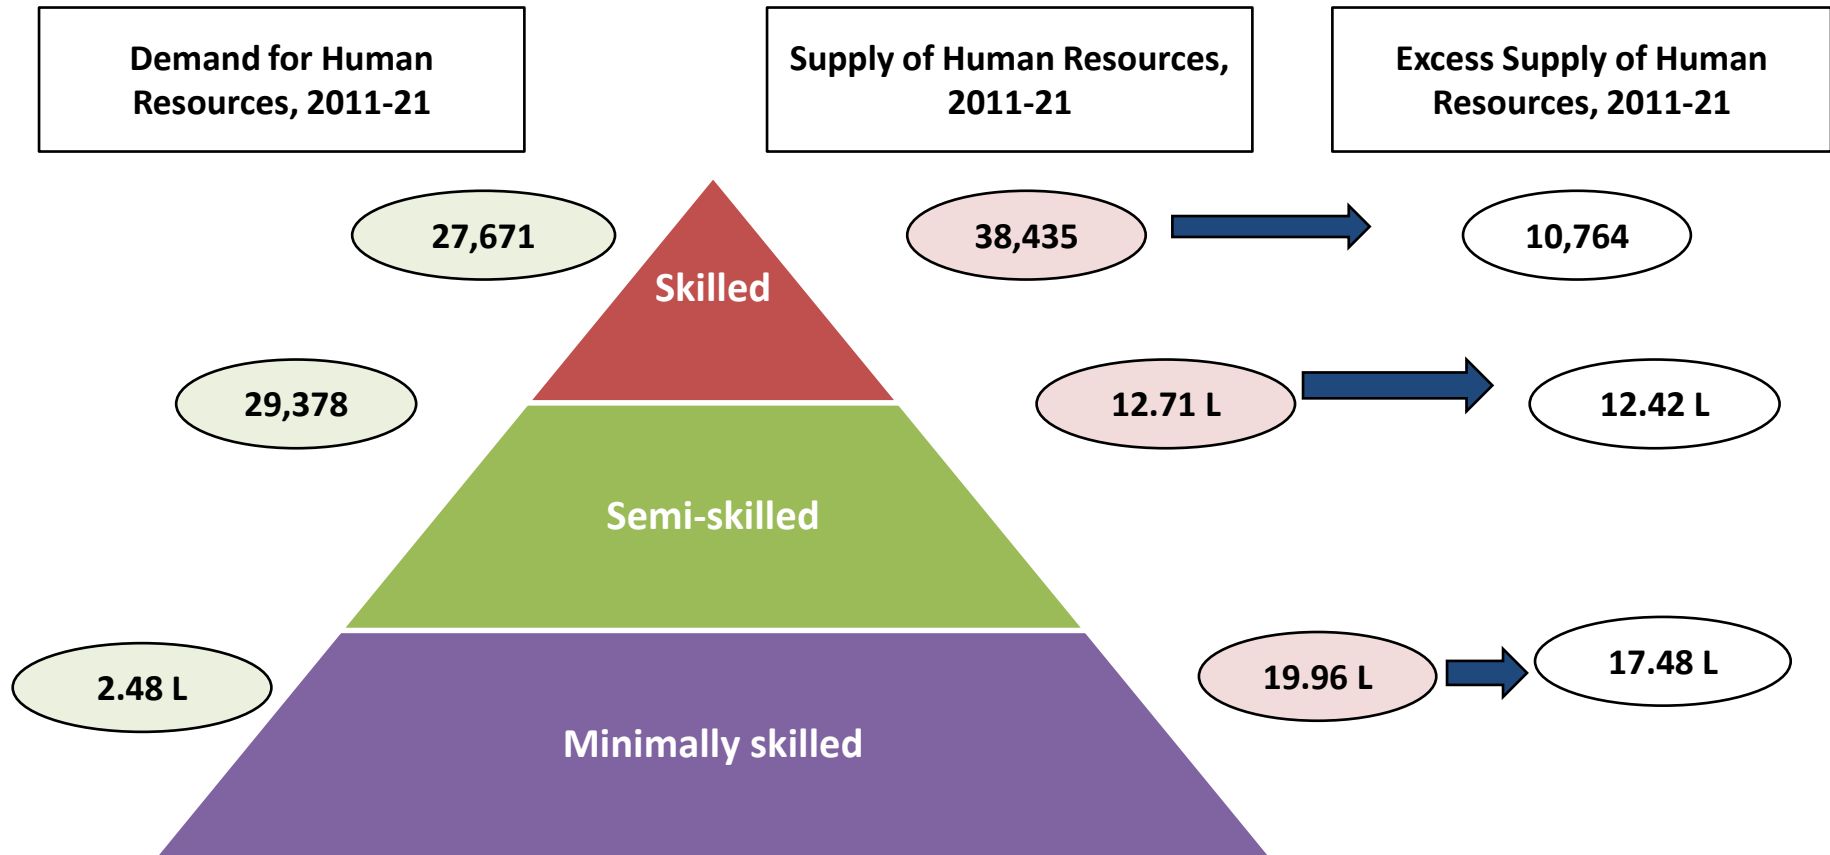 Demand for Human
Resources, 2011-21
Supply of Human Resources,
2011-21
Excess Supply of Human
Resources, 2011-21
27,671
38,435
10,764
Skilled
29,378
12.71 L
12.42 L
Semi-skilled
2.48 L
19.96 L
17.48 L
Minimally skilled